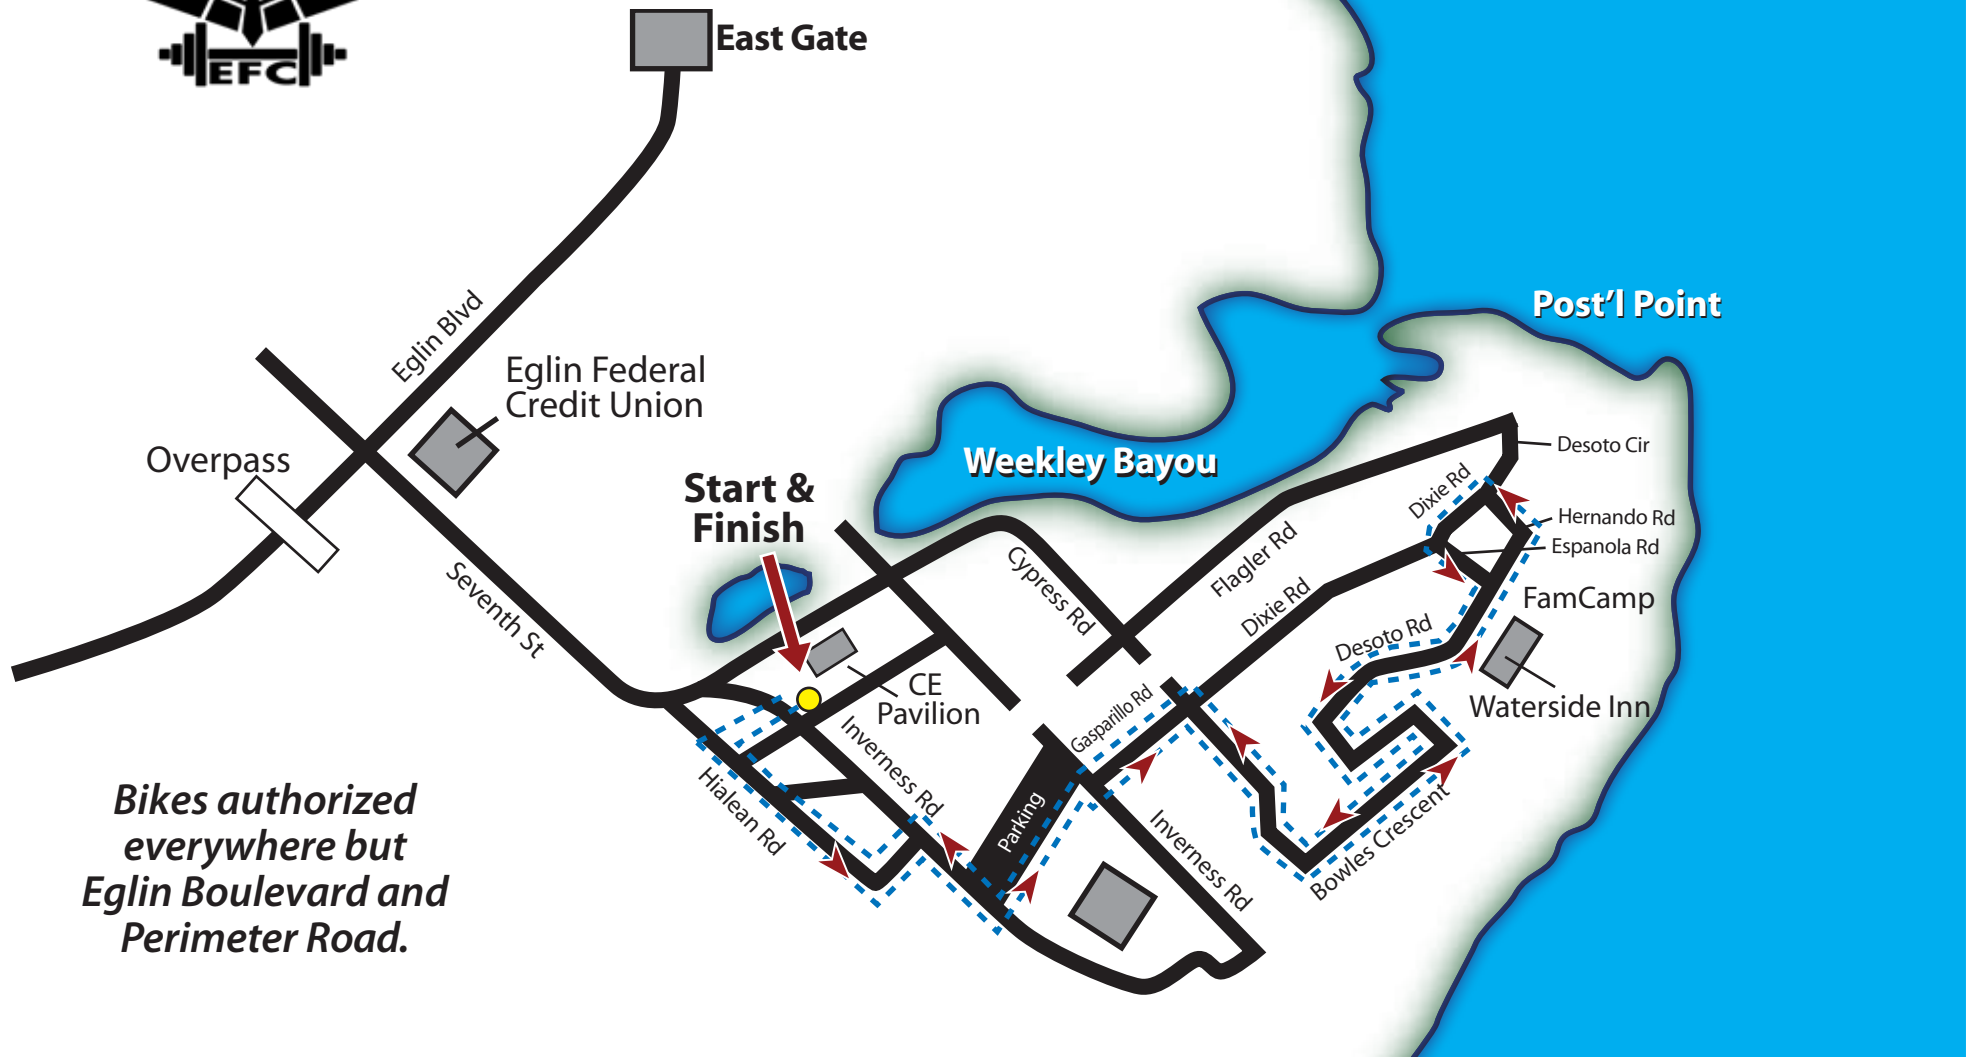 EFC
East Gate
Eglin Blvd
Eglin Federal
Credit Union
Overpass
Seventh St
Start &
Finish
Weekley Bayou
Post'l Point
Desoto Cir
Dixie Rd
Hernando Rd
Espanola Rd
FamCamp
Flagler Rd
Cypress Rd
Dixie Rd
Desoto Rd
Waterside Inn
CE
Pavilion
Gasparillo Rd
Inverness Rd
Hialean Rd
Parking
Inverness Rd
Bowles Crescent
Bikes authorized
everywhere but
Eglin Boulevard and
Perimeter Road.